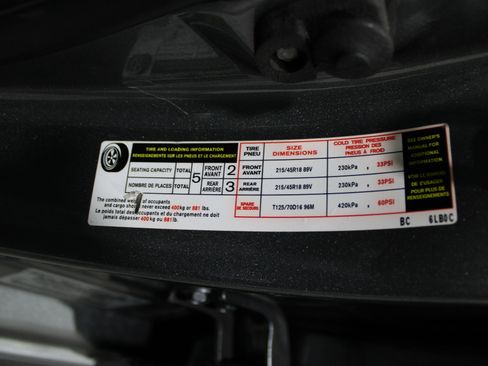 TIRE AND LOADING INFORMATION
RENSEIGNEMENTS SUR LES PNEUS ET LE CHARGEMENT
SEATING CAPACITY TOTAL 5 FRONT AVANT 2
NOMBRE DE PLACES TOTAL REAR ARRIÈRE 3
The combined of occupants
and cargo should never exceed 400kg or 881 lbs.
Le poids total des occupants et du chargement ne doit
jamais dépasser 400 kg ou 881 lbs.
TIRE PNEU SIZE DIMENSIONS COLD TIRE PRESSURE PRESSION DES PNEUS À FROID
FRONT AVANT 215/45R18 89V 230kPa , 33PSI
REAR ARRIÈRE 215/45R18 89V 230kPa , 33PSI
SPARE DE SECOURS T125/70D16 96M 420kPa , 60PSI
SEE OWNER'S
MANUAL FOR
ADDITIONAL
INFORMATION
VOIR LE MANUEL
DE L'USAGER
POUR PLUS DE
RENSEIGNEMENTS
BC 6LB0C